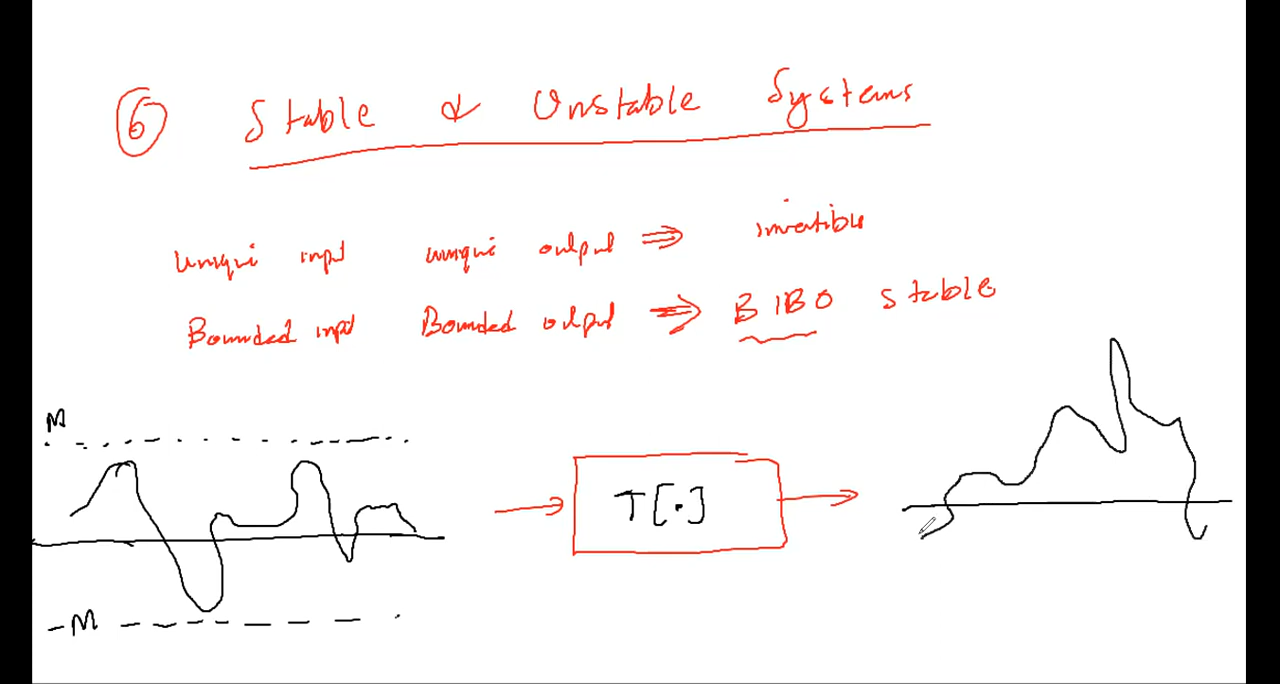 6 Stable & Unstable Systems
Unique input unique output ⇒ invertible
Bounded input Bounded output ⇒ BIBO stable
M
T[·]
-M